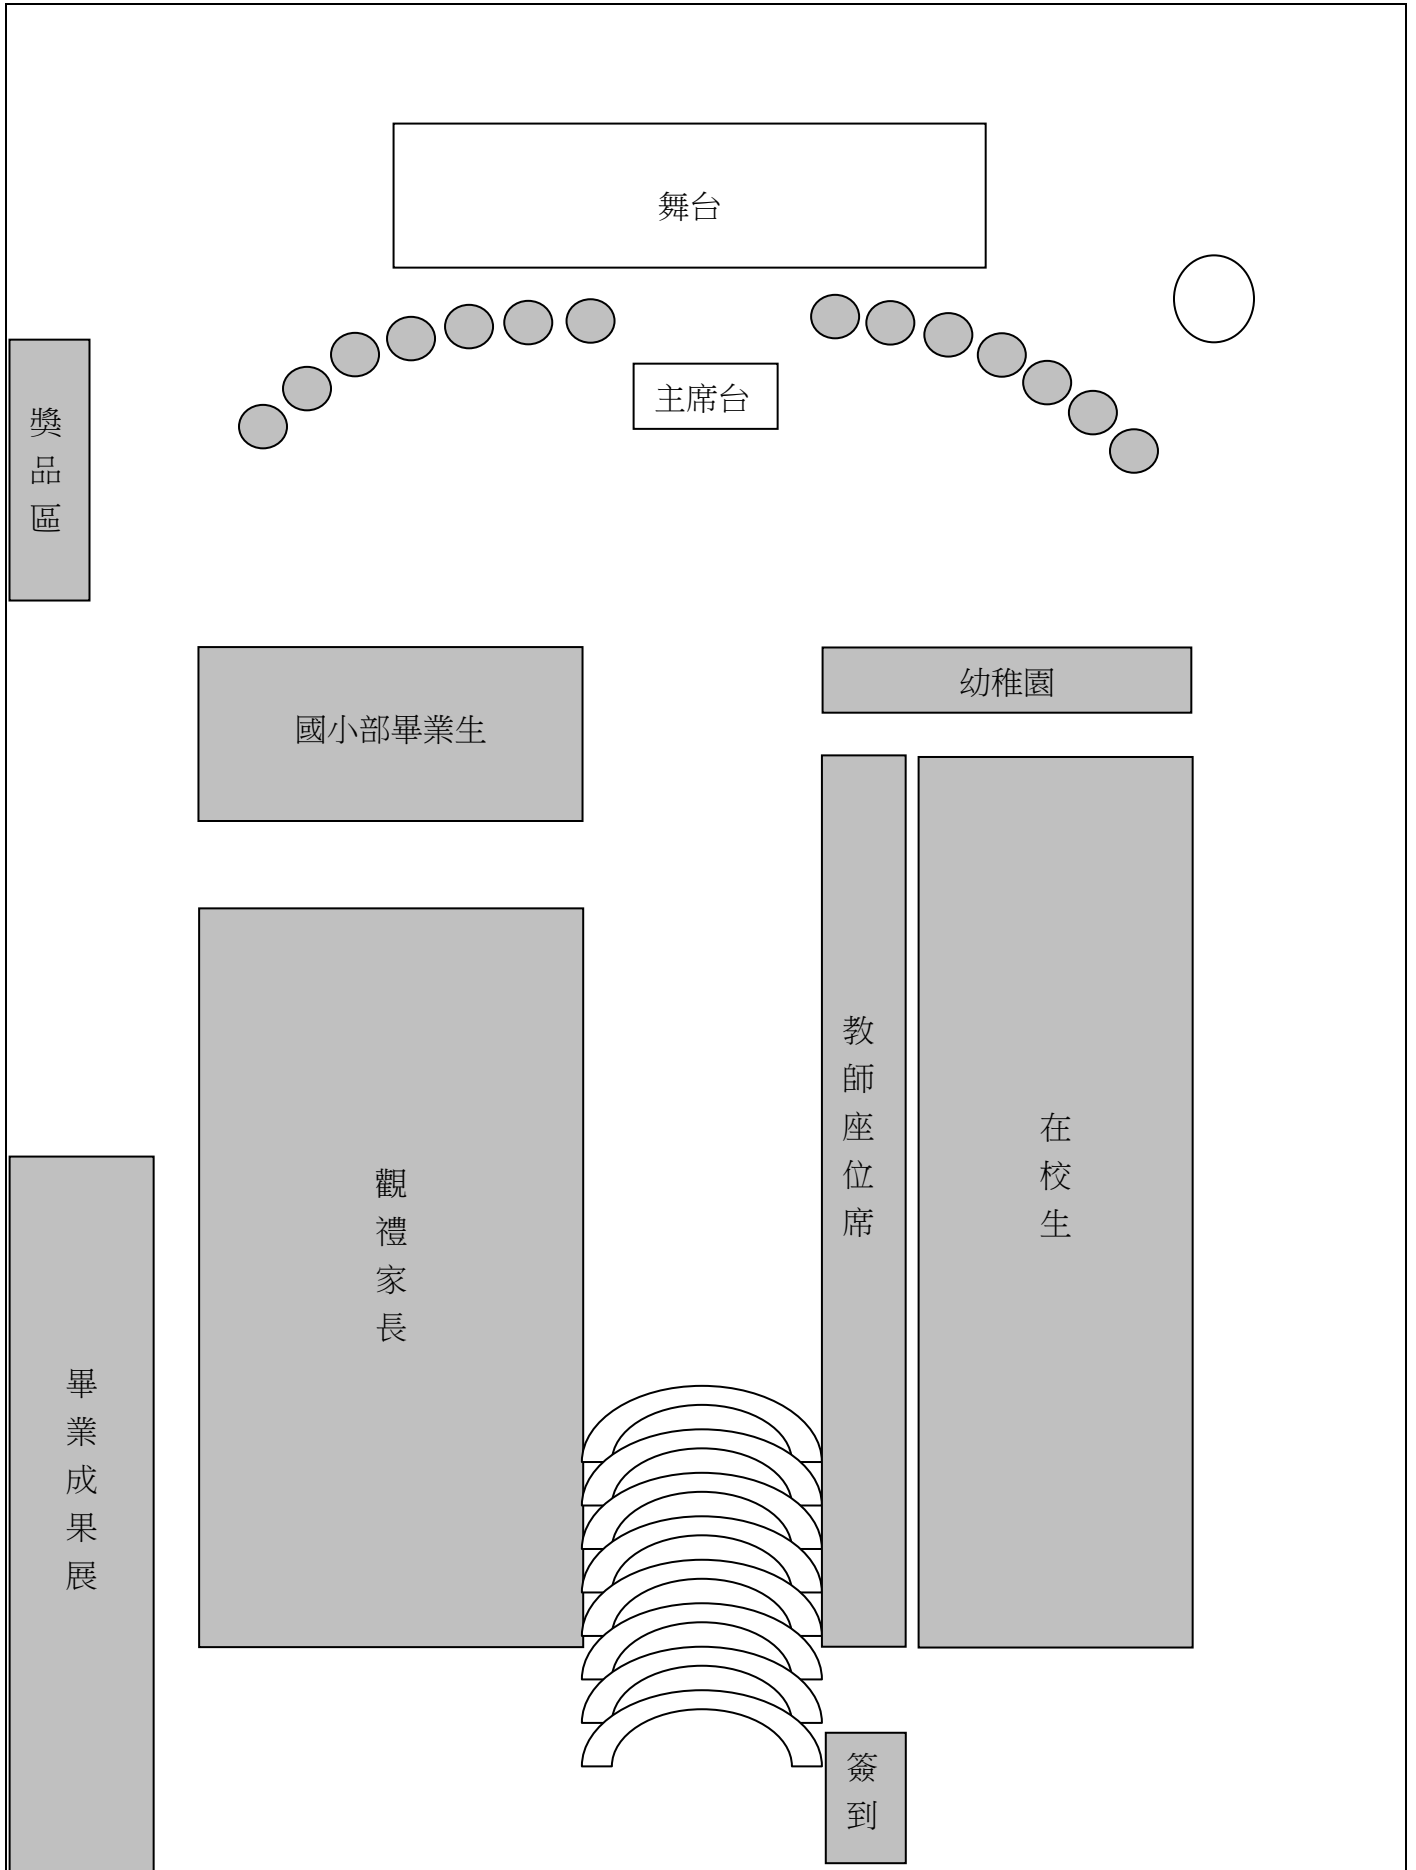 舞台
主席台
獎品區
國小部畢業生
幼稚園
教師座位席
在校生
觀禮家長
畢業成果展
簽到